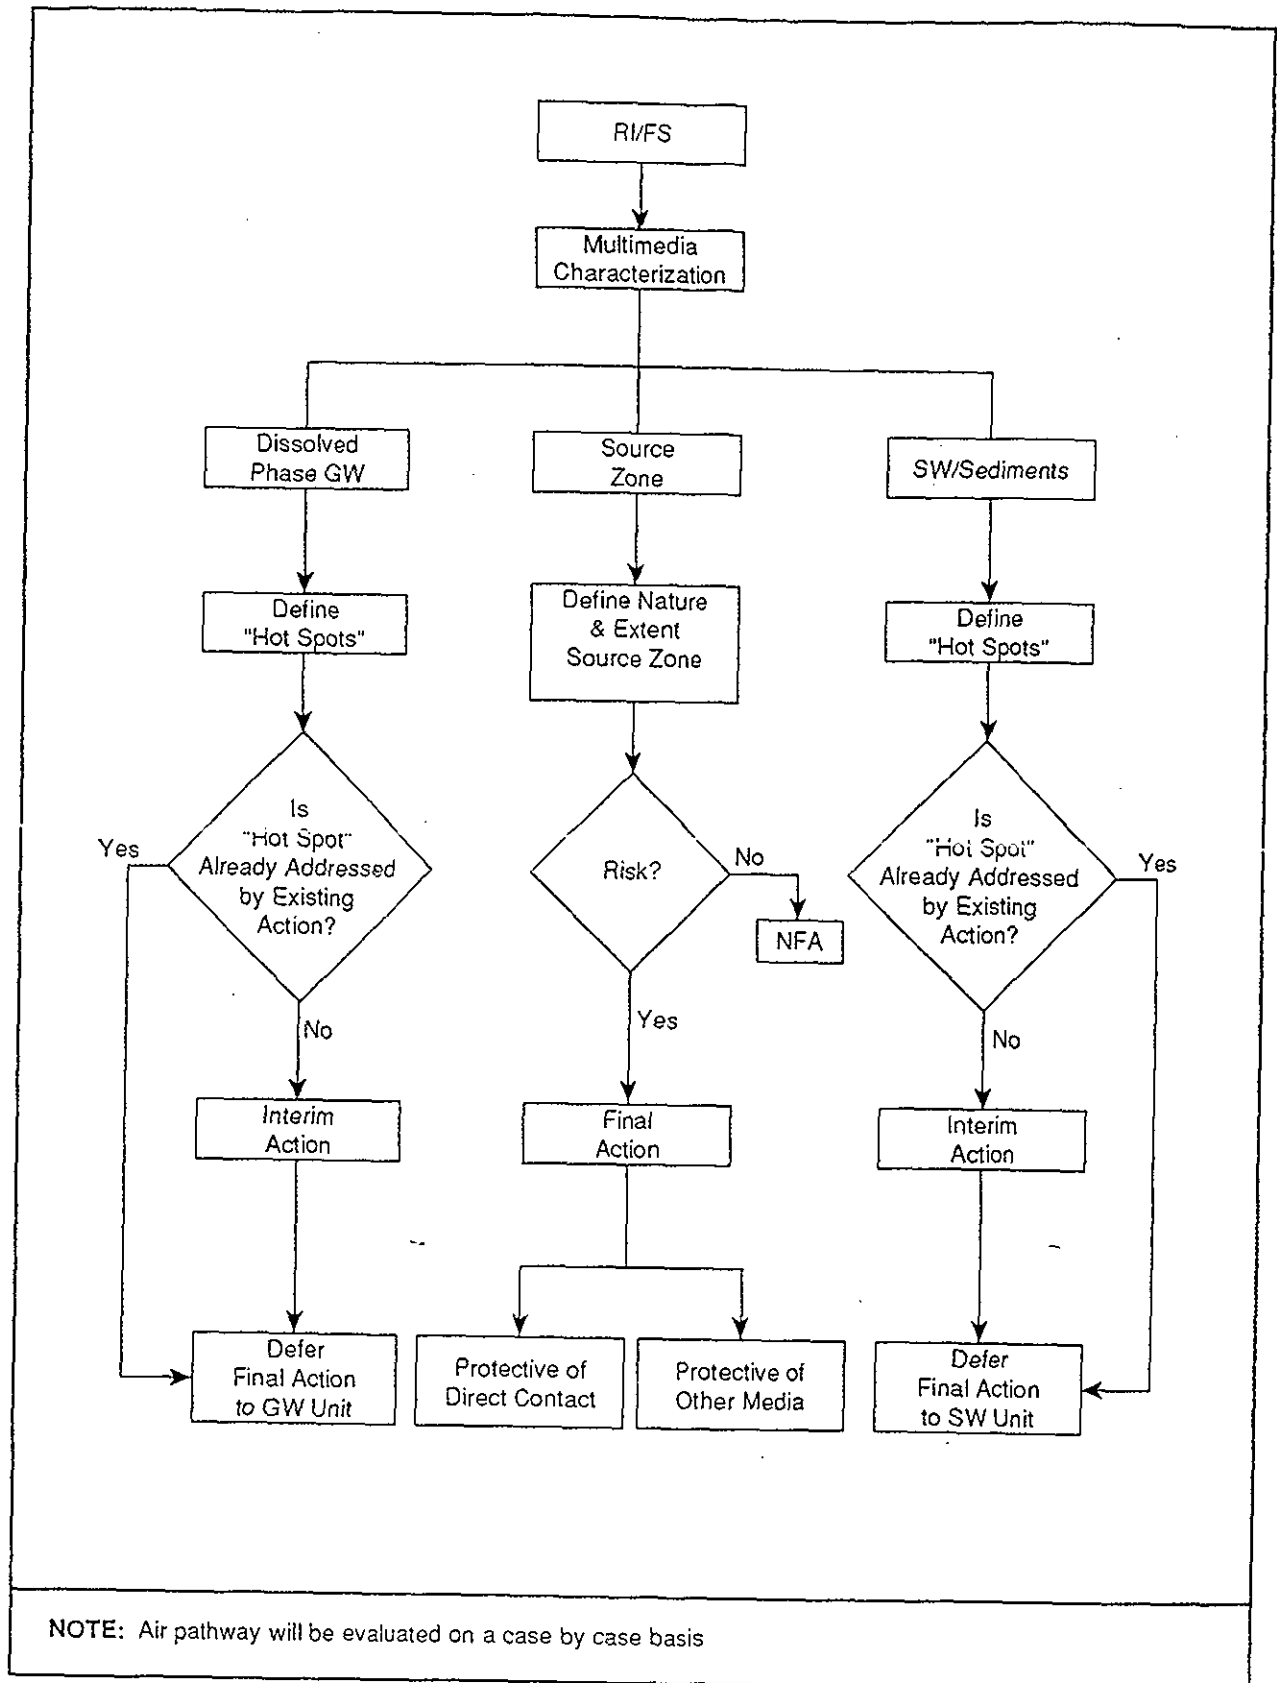 RI/FS
Multimedia
Characterization
Dissolved
Phase GW
Source
Zone
SW/Sediments
Define
"Hot Spots"
Define Nature
& Extent
Source Zone
Define
"Hot Spots"
Is
"Hot Spot"
Already Addressed
by Existing
Action?
Yes
No
Risk?
No
NFA
Yes
Is
"Hot Spot"
Already Addressed
by Existing
Action?
Yes
No
Interim
Action
Final
Action
Interim
Action
Defer
Final Action
to GW Unit
Protective of
Direct Contact
Protective of
Other Media
Defer
Final Action
to SW Unit
NOTE: Air pathway will be evaluated on a case by case basis